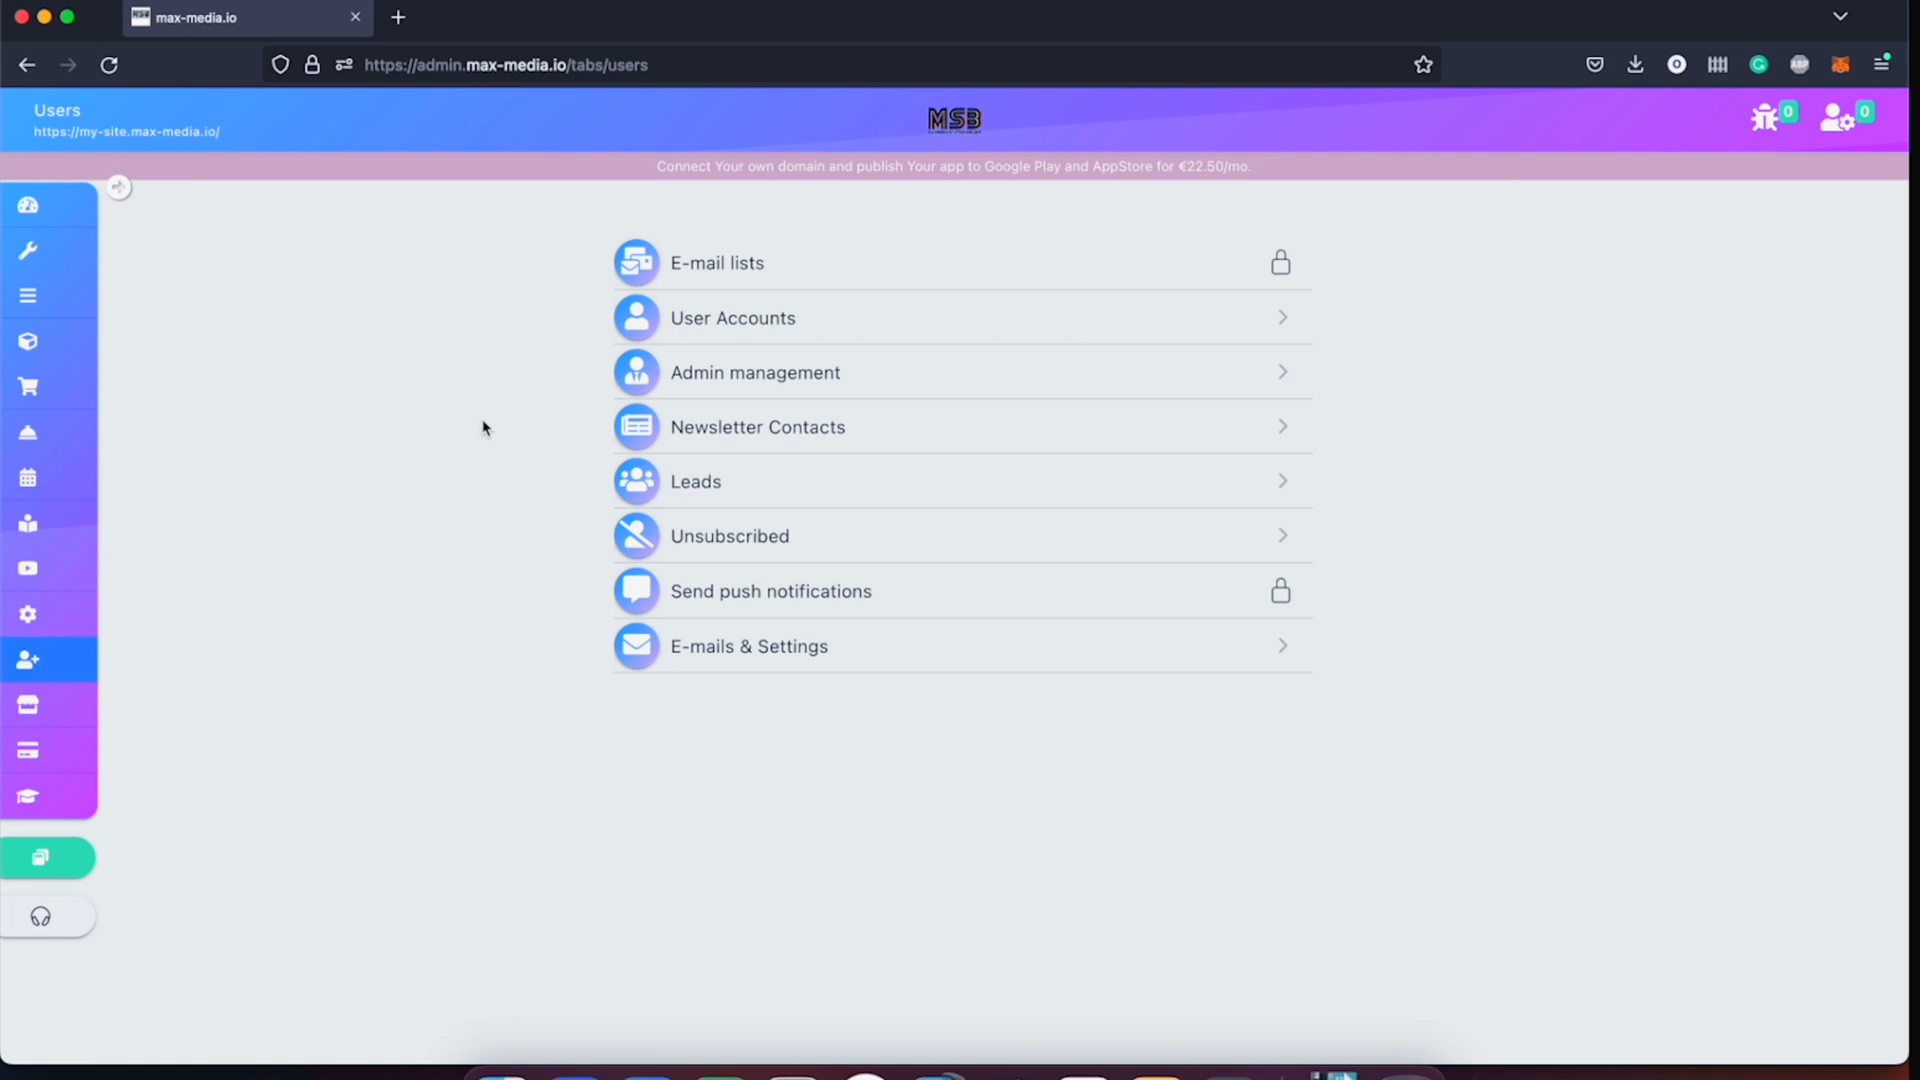 max-media.io
https://admin.max-media.io/tabs/users
Users
https://my-site.max-media.io/
MSB
0
0
Connect Your own domain and publish Your app to Google Play and AppStore for €22.50/mo.
E-mail lists
User Accounts
Admin management
Newsletter Contacts
Leads
Unsubscribed
Send push notifications
E-mails & Settings